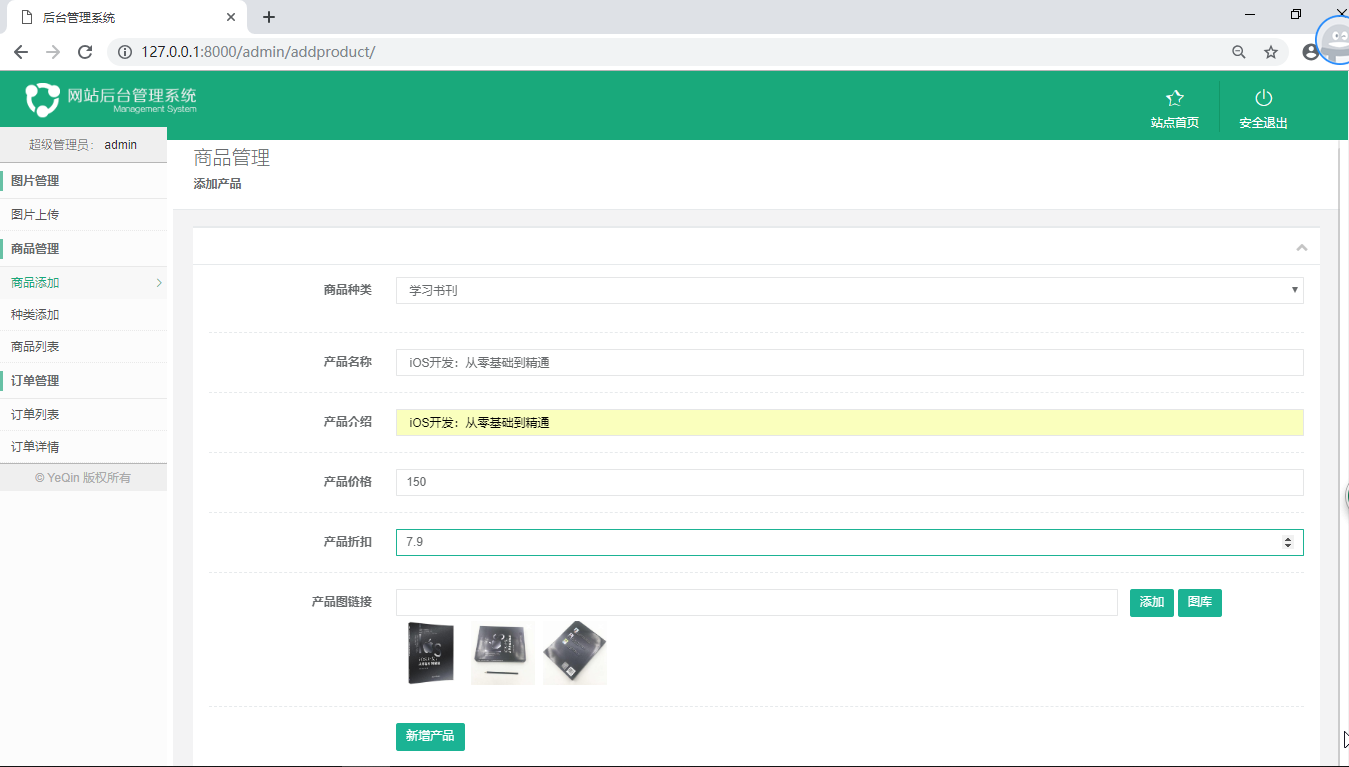 后台管理系统
127.0.0.1:8000/admin/addproduct/
网站后台管理系统
Management System
站点首页
安全退出
超级管理员: admin
图片管理
图片上传
商品管理
商品添加
种类添加
商品列表
订单管理
订单列表
订单详情
© YeQin 版权所有
商品管理
添加产品
商品种类 学习书刊
产品名称 iOS开发：从零基础到精通
产品介绍 iOS开发：从零基础到精通
产品价格 150
产品折扣 7.9
产品图链接 添加 图库
新增产品